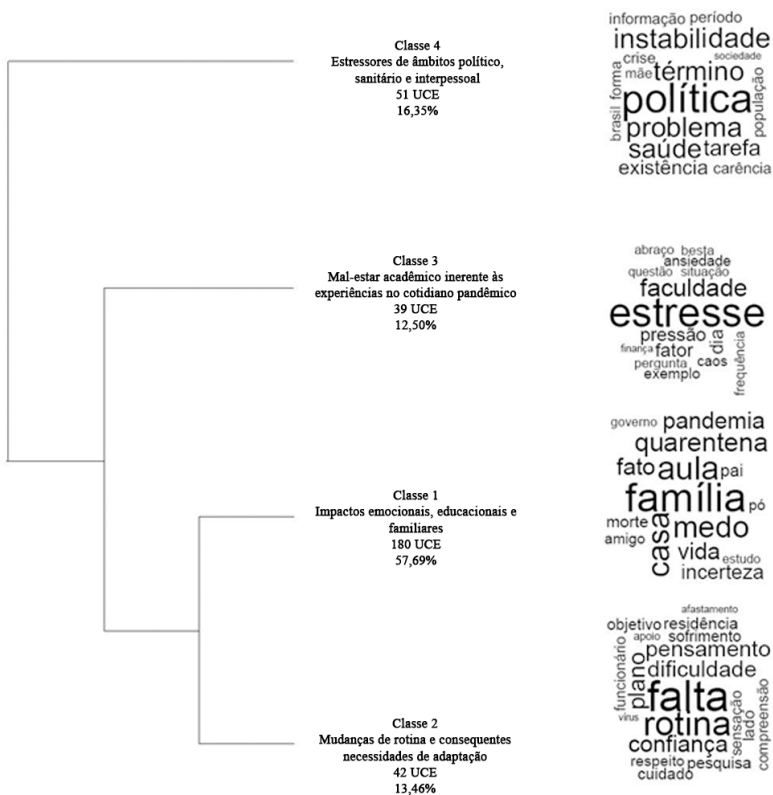 Classe 4
Estressores de âmbitos político,
sanitário e interpessoal
51 UCE
16,35%
informação período
instabilidade
crise sociedade
mãe término
brasil forma
política
população
problema
saúde tarefa
existência carência
Classe 3
Mal-estar acadêmico inerente às
experiências no cotidiano pandêmico
39 UCE
12,50%
abraço besta
ansiedade
questão situação
faculdade
estresse
pressão dia
finança fator
pergunta caos
exemplo
frequência
Classe 1
Impactos emocionais, educacionais e
familiares
180 UCE
57,69%
governo pandemia
quarentena
fato aula pai
família pó
morte casa medo
amigo
vida estudo
incerteza
Classe 2
Mudanças de rotina e consequentes
necessidades de adaptação
42 UCE
13,46%
afastamento
objetivo residência
apoio sofrimento
pensamento
funcionário plano dificuldade
falta
vírus rotina
sensação lado compreensão
confiança
respeito pesquisa
cuidado